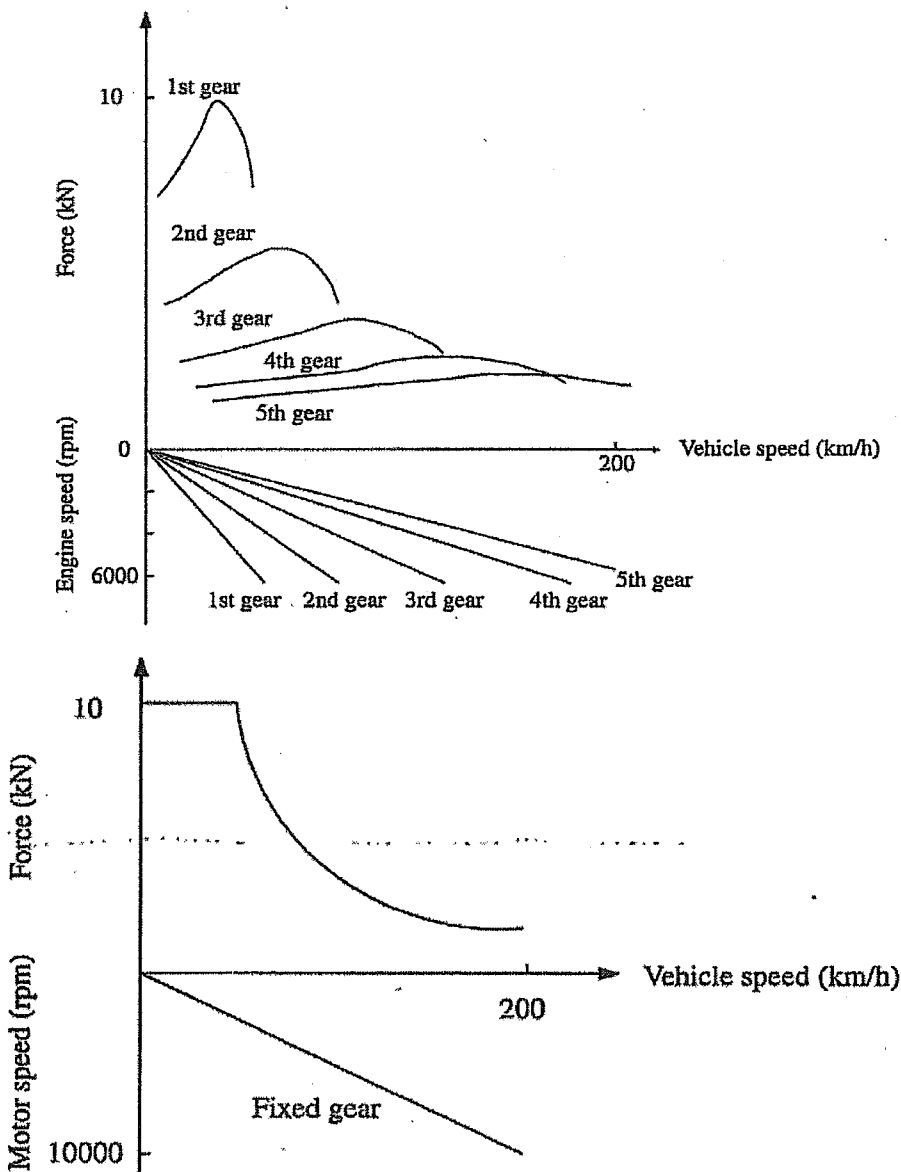 1st gear
10
Force (kN)
2nd gear
3rd gear
4th gear
5th gear
0
Vehicle speed (km/h)
200
Engine speed (rpm)
6000
5th gear
1st gear 2nd gear 3rd gear 4th gear
10
Force (kN)
Vehicle speed (km/h)
200
Motor speed (rpm)
Fixed gear
10000